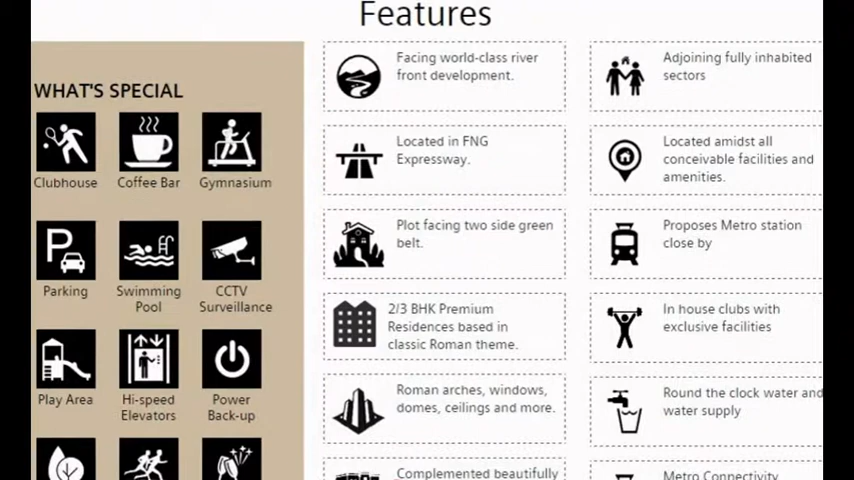 Features
WHAT'S SPECIAL
Clubhouse
Coffee Bar
Gymnasium
P
Parking
Swimming
Pool
CCTV
Surveillance
Play Area
Hi-speed
Elevators
Power
Back-up
Facing world-class river
front development.
Located in FNG
Expressway.
Plot facing two side green
belt.
2/3 BHK Premium
Residences based in
classic Roman theme.
Roman arches, windows,
domes, ceilings and more.
Complemented beautifully
Adjoining fully inhabited
sectors
Located amidst all
conceivable facilities and
amenities.
Proposes Metro station
close by
In house clubs with
exclusive facilities
Round the clock water and
water supply
Metro Connectivity